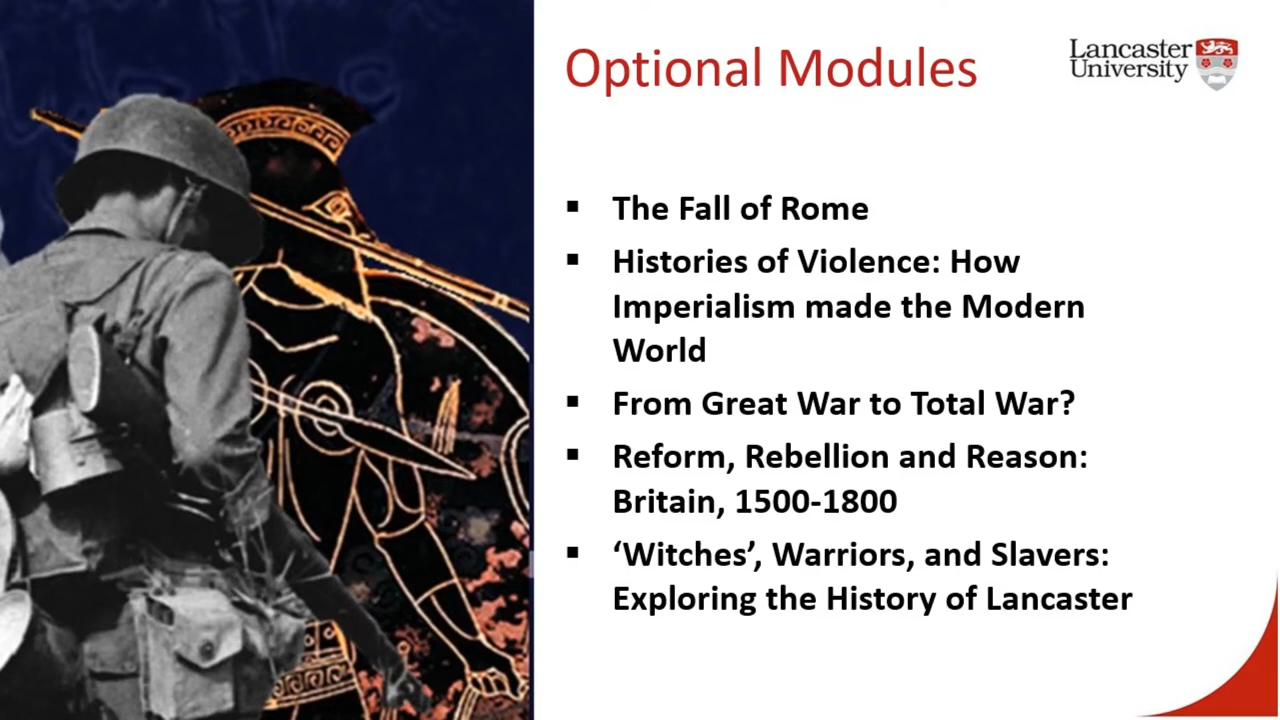 Optional Modules
Lancaster
University
▪ The Fall of Rome
▪ Histories of Violence: How
Imperialism made the Modern
World
▪ From Great War to Total War?
▪ Reform, Rebellion and Reason:
Britain, 1500-1800
▪ ‘Witches’, Warriors, and Slavers:
Exploring the History of Lancaster